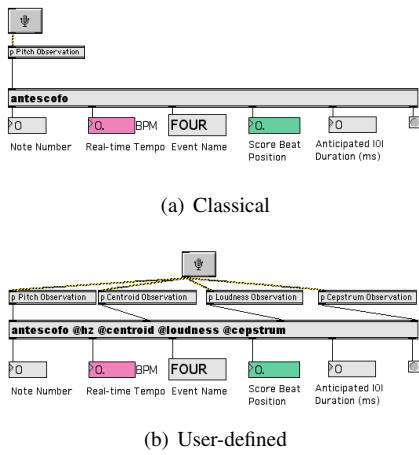 p Pitch Observation
antescofo
0 0. BPM FOUR 0. 0
Note Number Real-time Tempo Event Name Score Beat Position Anticipated IOI Duration (ms)
(a) Classical
p Pitch Observation p Centroid Observation p Loudness Observation p Cepstrum Observation
antescofo @hz @centroid @loudness @cepstrum
0 0. BPM FOUR 0. 0
Note Number Real-time Tempo Event Name Score Beat Position Anticipated IOI Duration (ms)
(b) User-defined